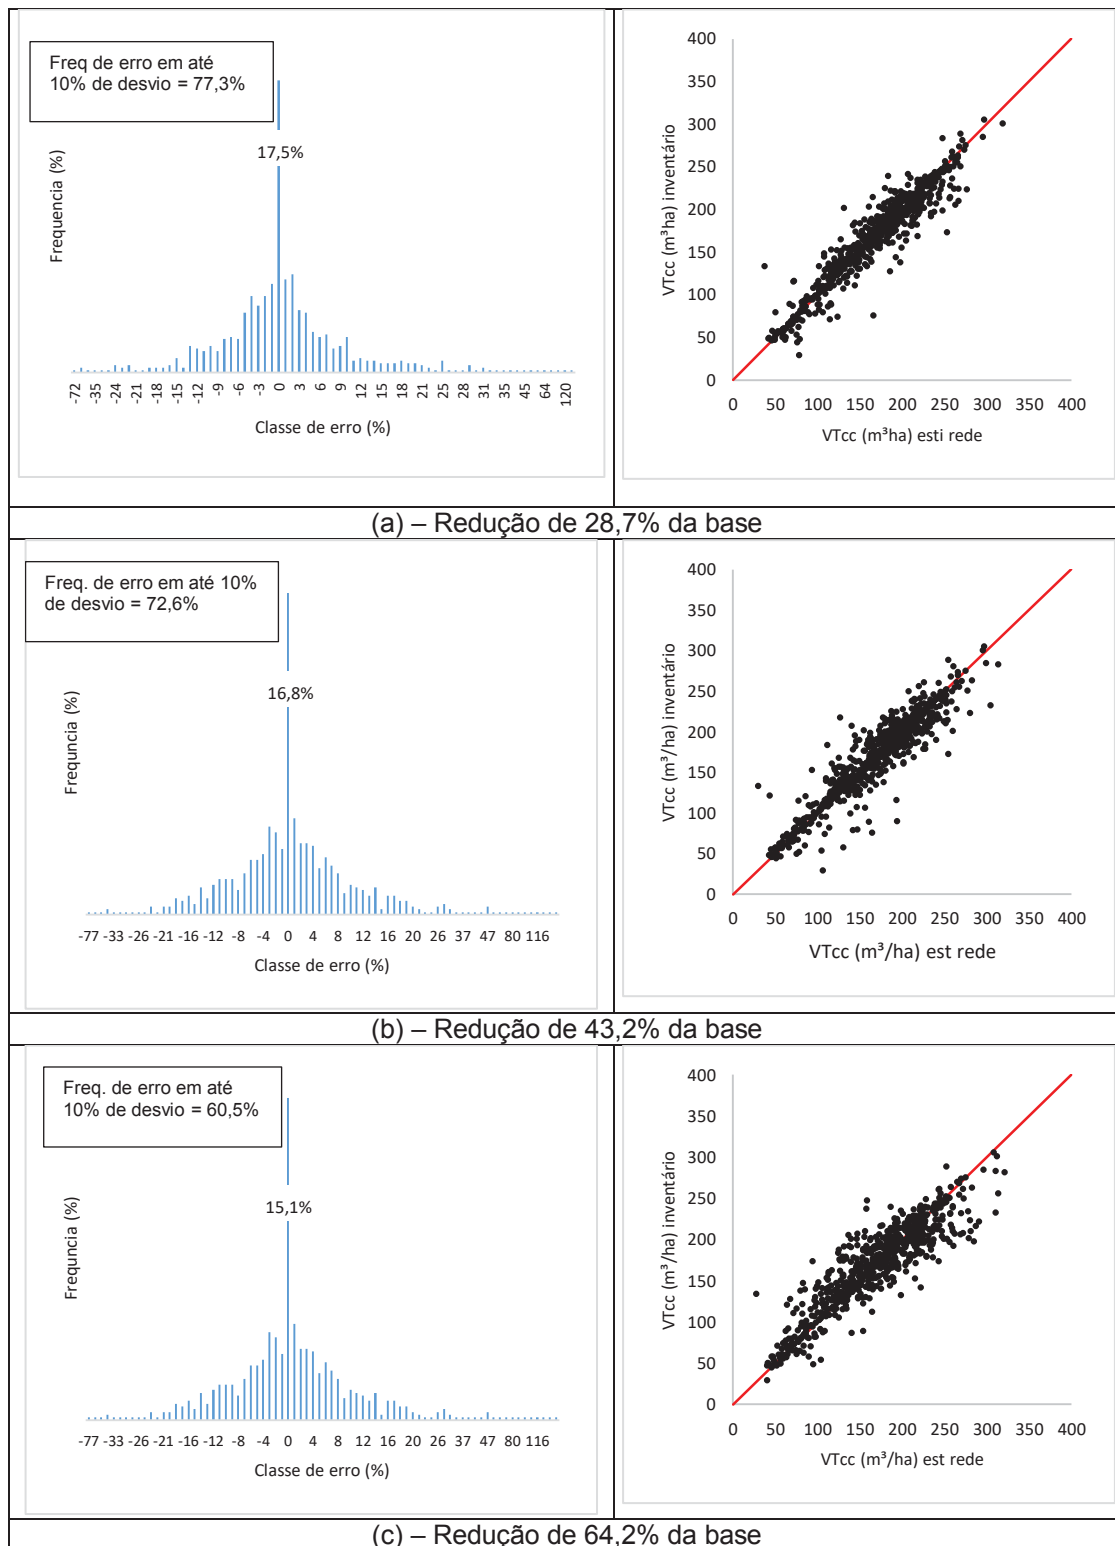 Freq de erro em até
10% de desvio = 77,3%
17,5%
Frequencia (%)
-72 -35 -24 -21 -18 -15 -12 -9 -6 -3 0 3 6 9 12 15 18 21 25 28 31 35 45 64 120
Classe de erro (%)
400
350
300
250
200
150
100
50
0
VTcc (m³ha) inventário
0 50 100 150 200 250 300 350 400
VTcc (m³ha) esti rede
(a) – Redução de 28,7% da base
Freq. de erro em até 10%
de desvio = 72,6%
16,8%
Frequncia (%)
-77 -33 -26 -21 -16 -12 -8 -4 0 4 8 12 16 20 26 37 47 80 116
Classe de erro (%)
400
350
300
250
200
150
100
50
0
VTcc (m³/ha) inventário
0 50 100 150 200 250 300 350 400
VTcc (m³/ha) est rede
(b) – Redução de 43,2% da base
Freq. de erro em até
10% de desvio = 60,5%
15,1%
Frequncia (%)
-77 -33 -26 -21 -16 -12 -8 -4 0 4 8 12 16 20 26 37 47 80 116
Classe de erro (%)
400
350
300
250
200
150
100
50
0
VTcc (m³/ha) inventário
0 50 100 150 200 250 300 350 400
VTcc (m³/ha) est rede
(c) – Redução de 64,2% da base